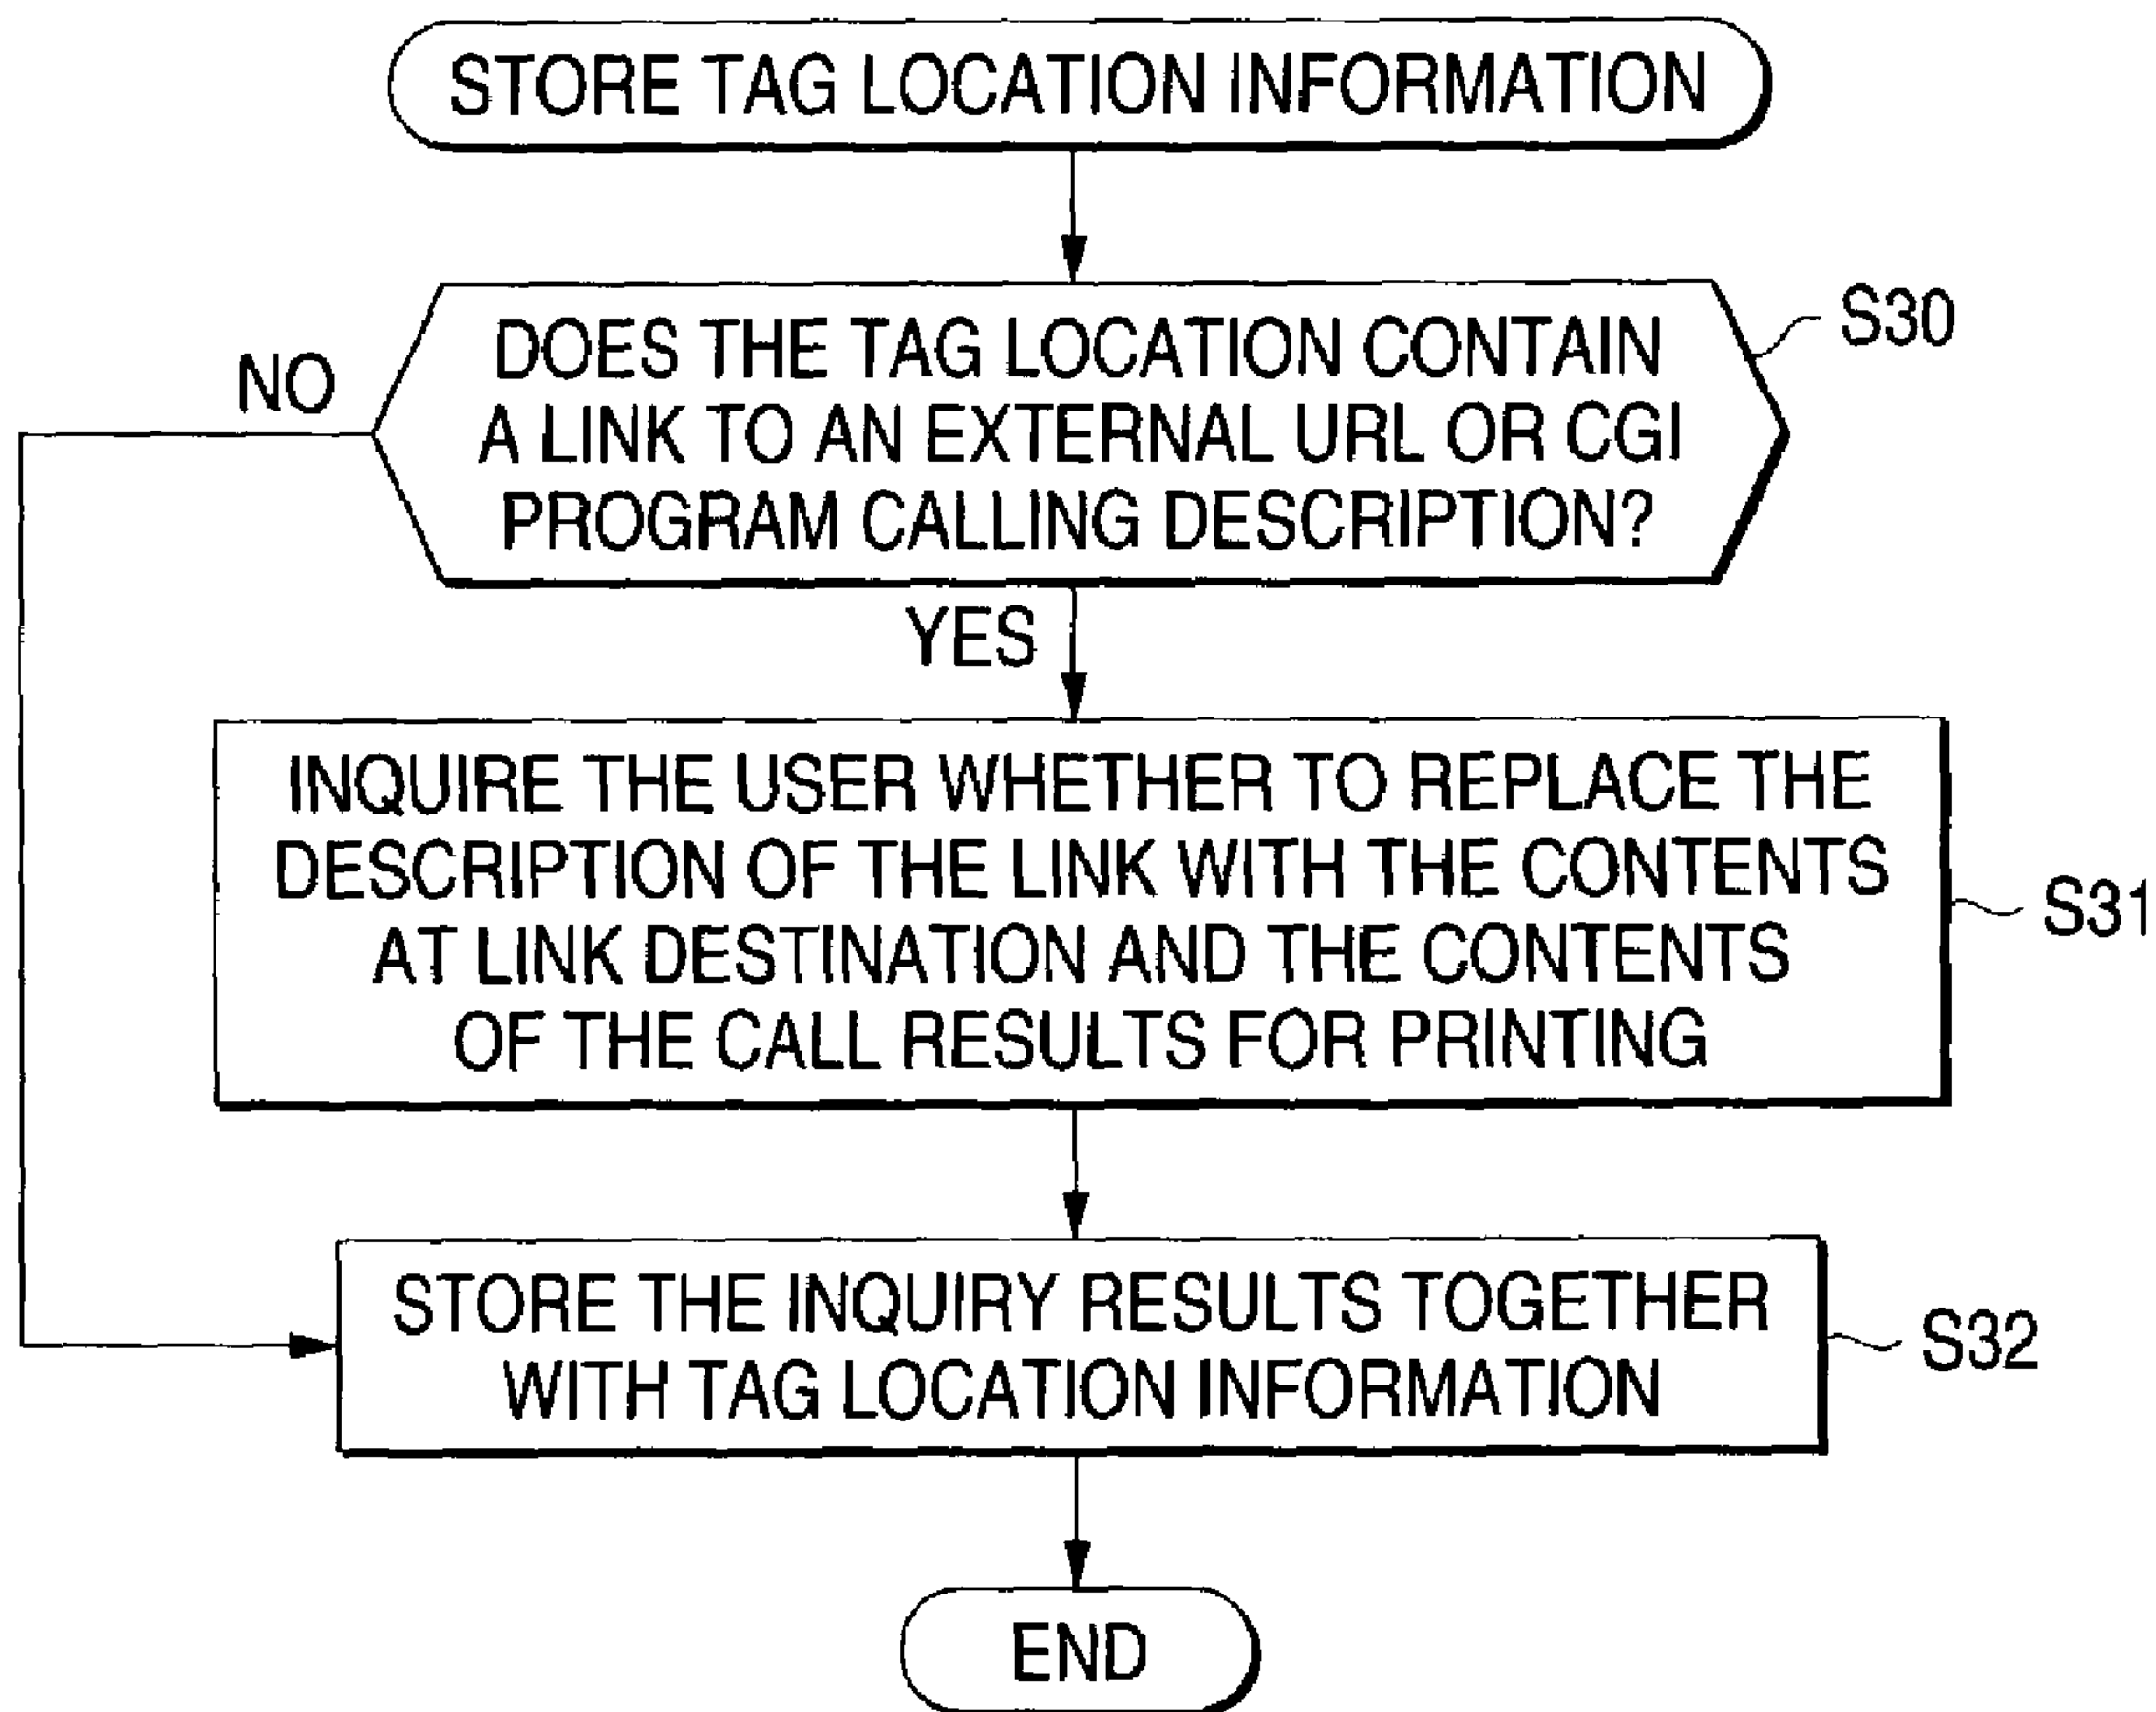 STORE TAG LOCATION INFORMATION
S30
DOES THE TAG LOCATION CONTAIN
NO
A LINK TO AN EXTERNAL URL OR CGI
PROGRAM CALLING DESCRIPTION?
YES
INQUIRE THE USER WHETHER TO REPLACE THE
DESCRIPTION OF THE LINK WITH THE CONTENTS
S31
AT LINK DESTINATION AND THE CONTENTS
OF THE CALL RESULTS FOR PRINTING
STORE THE INQUIRY RESULTS TOGETHER
S32
WITH TAG LOCATION INFORMATION
END